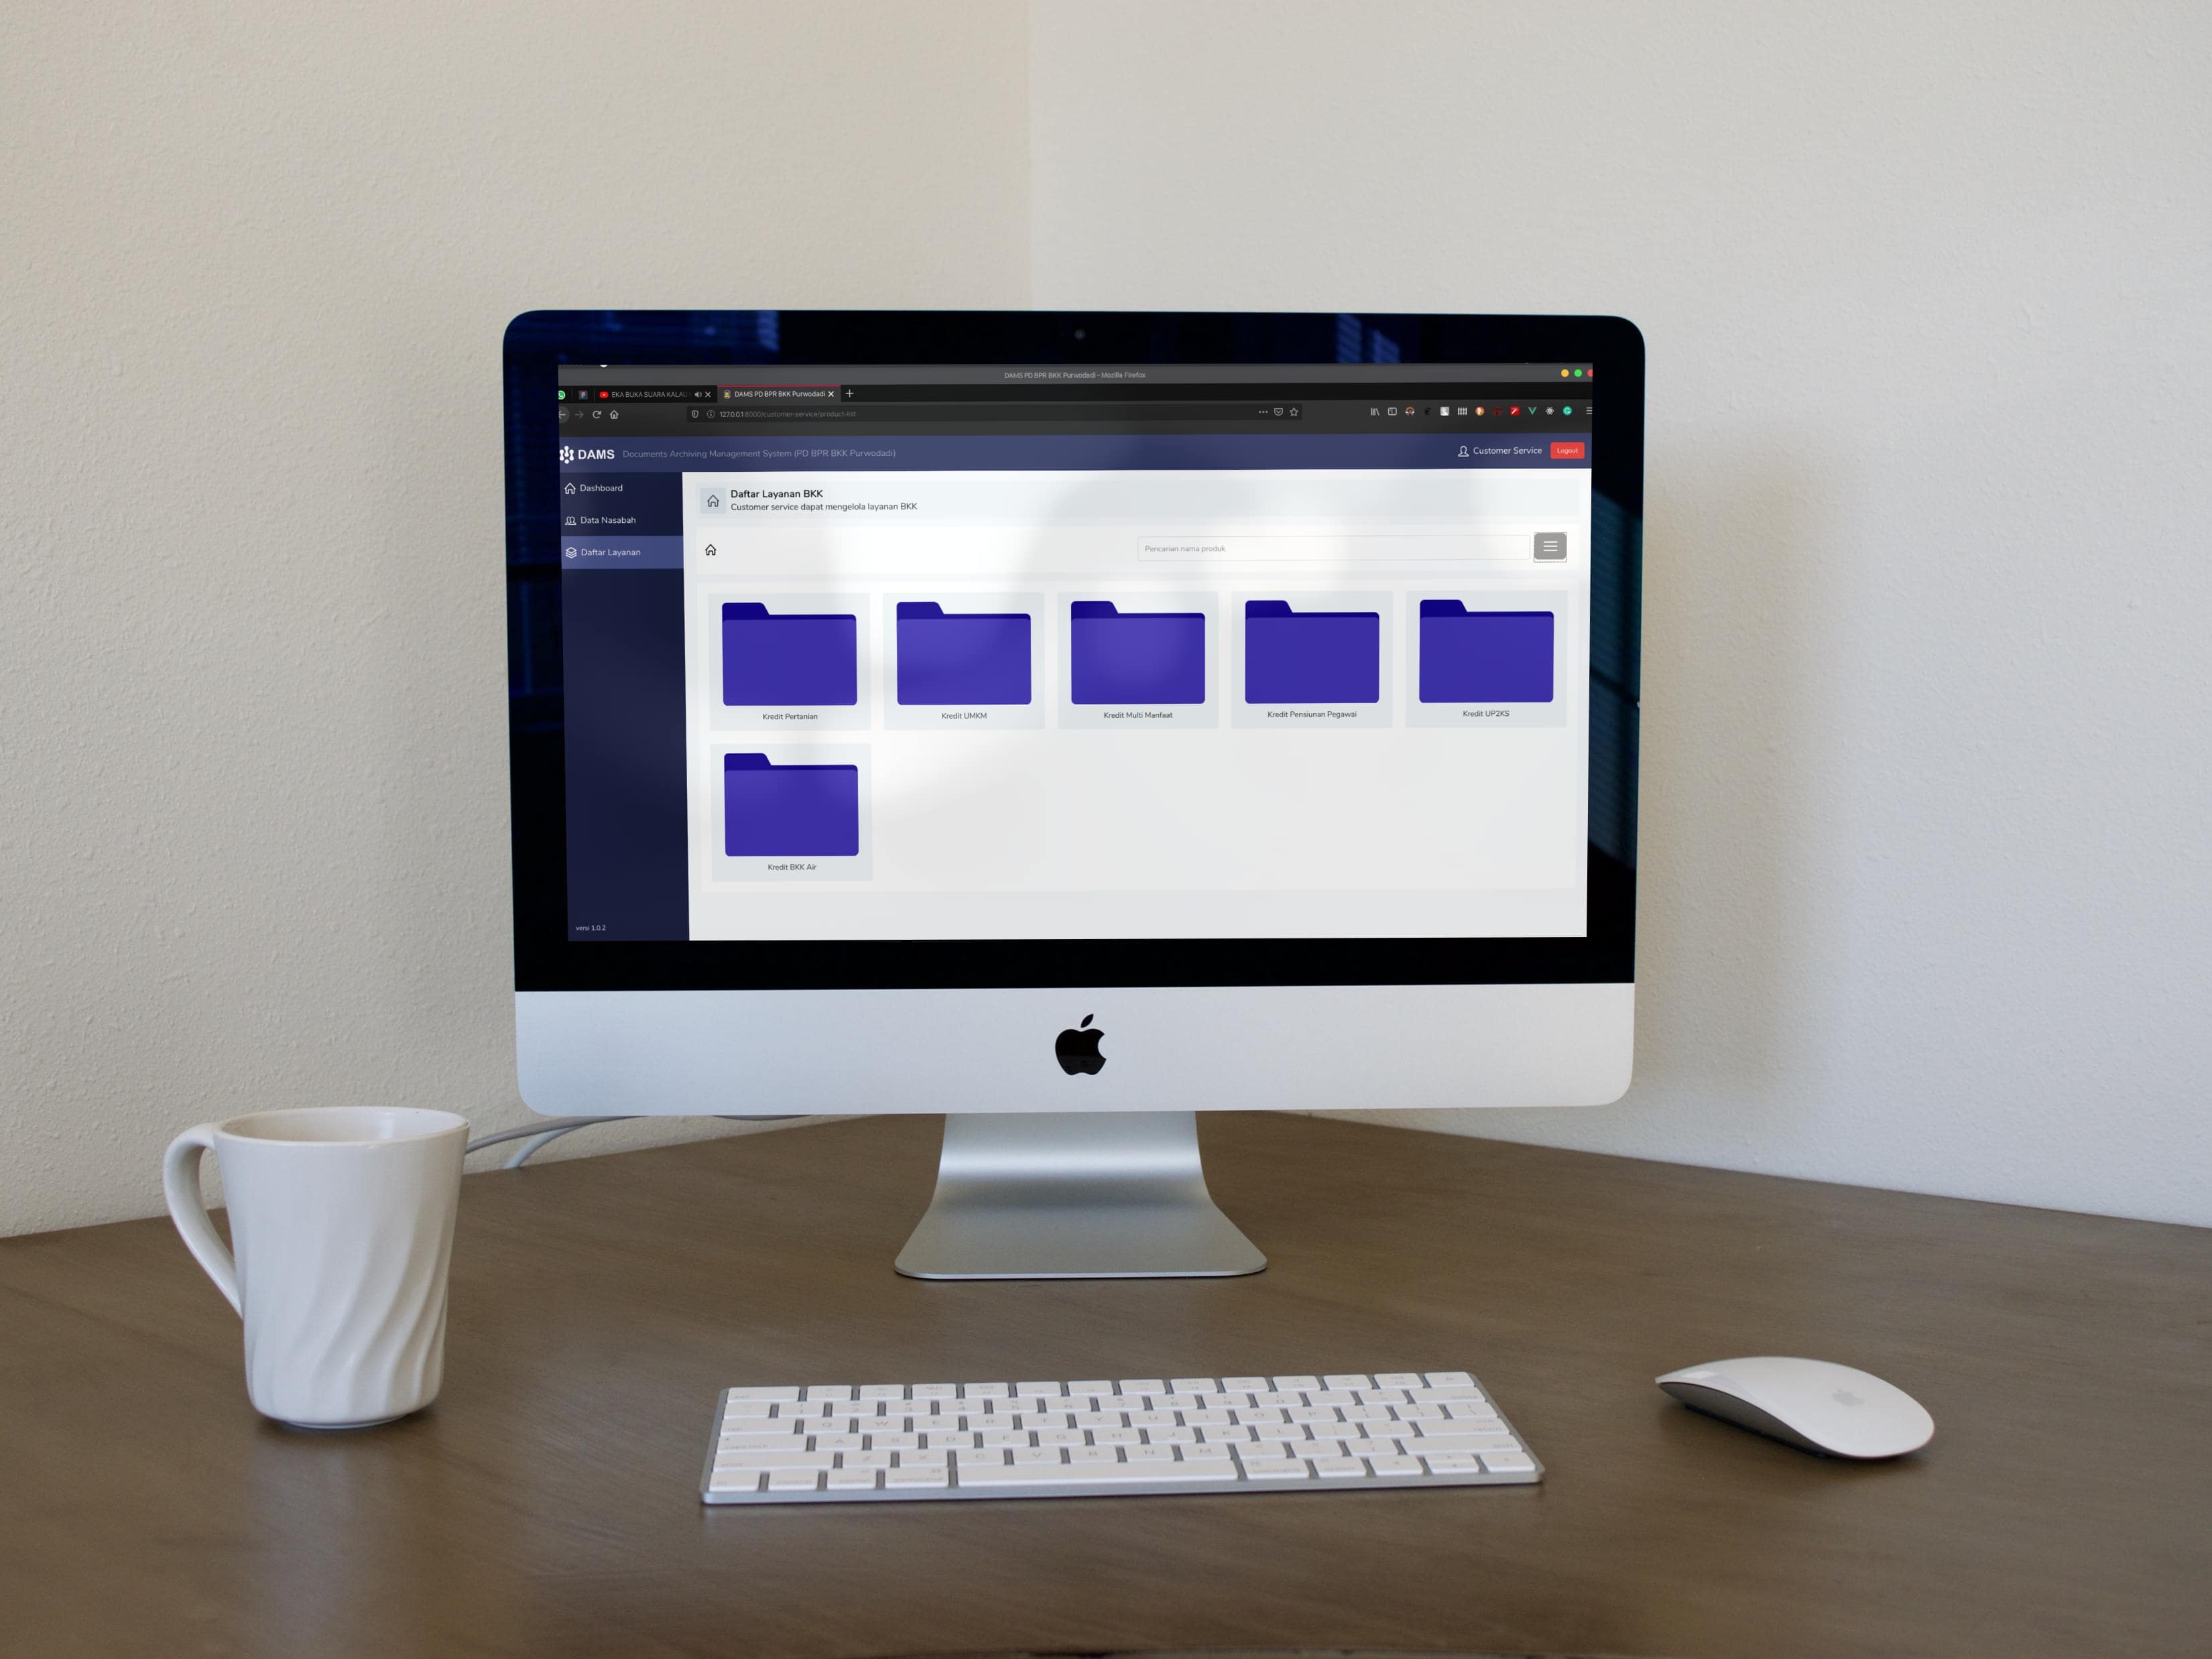 DAMS PD BPR BKK Purwodadi - Mozilla Firefox
EKA BUKA SUARA KALAU
DAMS PD BPR BKK Purwodadi
127.0.0.1:8000/customer-service/product-list
DAMS Documents Archiving Management System (PD BPR BKK Purwodadi)
Customer Service
Logout
Dashboard
Data Nasabah
Daftar Layanan
versi 1.0.2
Daftar Layanan BKK
Customer service dapat mengelola layanan BKK
Pencarian nama produk
Kredit Pertanian
Kredit UMKM
Kredit Multi Manfaat
Kredit Pensiunan Pegawai
Kredit UP2KS
Kredit BKK Air